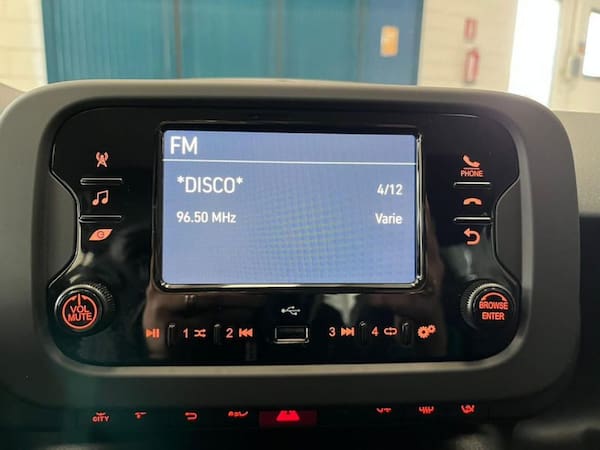 FM
*DISCO*
4/12
96.50 MHz
Varie
PHONE
VOL
MUTE
BROWSE
ENTER
1
2
3
4
CITY